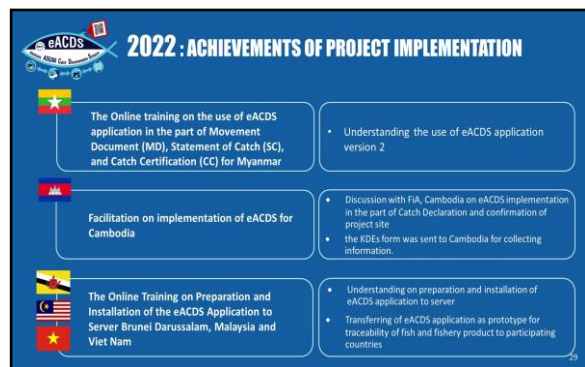 eACDS
2022 : ACHIEVEMENTS OF PROJECT IMPLEMENTATION
The Online training on the use of eACDS
application in the part of Movement
Document (MD), Statement of Catch (SC),
and Catch Certification (CC) for Myanmar
• Understanding the use of eACDS application
version 2
Facilitation on implementation of eACDS for
Cambodia
• Discussion with FiA, Cambodia on eACDS implementation
in the part of Catch Declaration and confirmation of
project site
• the KDEs form was sent to Cambodia for collecting
information.
The Online Training on Preparation and
Installation of the eACDS Application to
Server Brunei Darussalam, Malaysia and
Viet Nam
• Understanding on preparation and installation of
eACDS application to server
• Transferring of eACDS application as prototype for
traceability of fish and fishery product to participating
countries
29